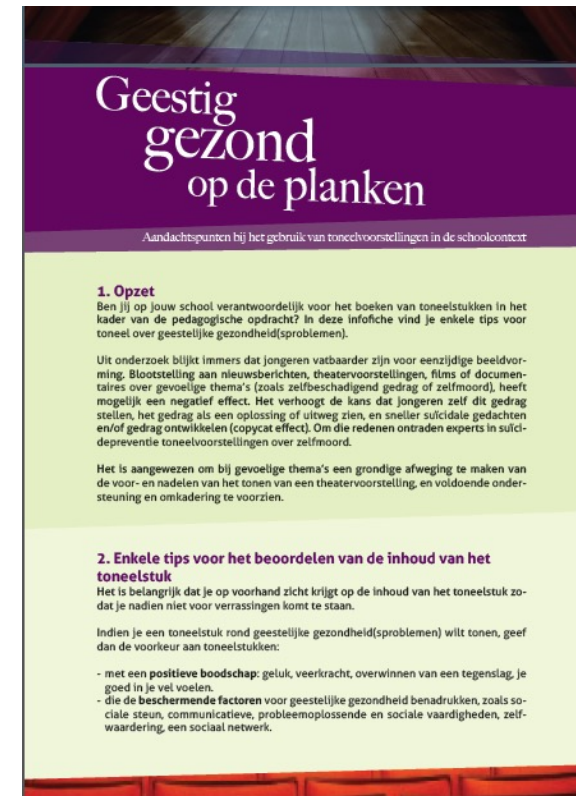 Geestig
gezond
op de planken
Aandachtspunten bij het gebruik van toneelvoorstellingen in de schoolcontext
1. Opzet
Ben jij op jouw school verantwoordelijk voor het boeken van toneelstukken in het
kader van de pedagogische opdracht? In deze infofiche vind je enkele tips voor
toneel over geestelijke gezondheid(sproblemen).
Uit onderzoek blijkt immers dat jongeren vatbaarder zijn voor eenzijdige beeldvor-
ming. Blootstelling aan nieuwsberichten, theatervoorstellingen, films of documen-
taires over gevoelige thema's (zoals zelfbeschadigend gedrag of zelfmoord), heeft
mogelijk een negatief effect. Het verhoogt de kans dat jongeren zelf dit gedrag
stellen, het gedrag als een oplossing of uitweg zien, en sneller suïcidale gedachten
en/of gedrag ontwikkelen (copycat effect). Om die redenen ontraden experts in suïci-
depreventie toneelvoorstellingen over zelfmoord.
Het is aangewezen om bij gevoelige thema's een grondige afweging te maken van
de voor- en nadelen van het tonen van een theatervoorstelling, en voldoende onder-
steuning en omkadering te voorzien.
2. Enkele tips voor het beoordelen van de inhoud van het
toneelstuk
Het is belangrijk dat je op voorhand zicht krijgt op de inhoud van het toneelstuk zo-
dat je nadien niet voor verrassingen komt te staan.
Indien je een toneelstuk rond geestelijke gezondheid(sproblemen) wilt tonen, geef
dan de voorkeur aan toneelstukken:
- met een positieve boodschap: geluk, veerkracht, overwinnen van een tegenslag, je
goed in je vel voelen.
- die de beschermende factoren voor geestelijke gezondheid benadrukken, zoals so-
ciale steun, communicatieve, probleemoplossende en sociale vaardigheden, zelf-
waardering, een sociaal netwerk.